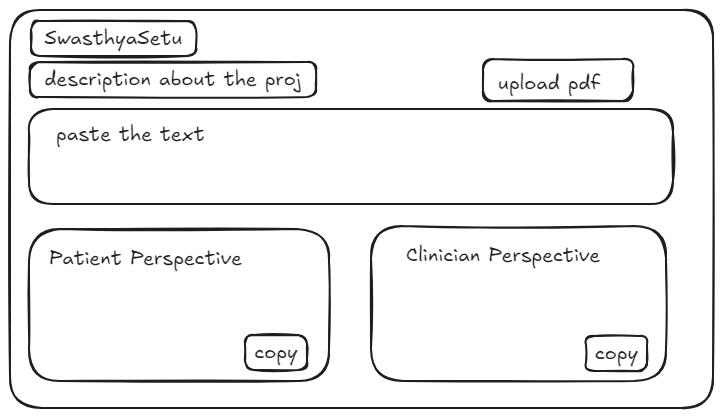 SwasthyaSetu
description about the proj
upload pdf
paste the text
Patient Perspective
copy
Clinician Perspective
copy